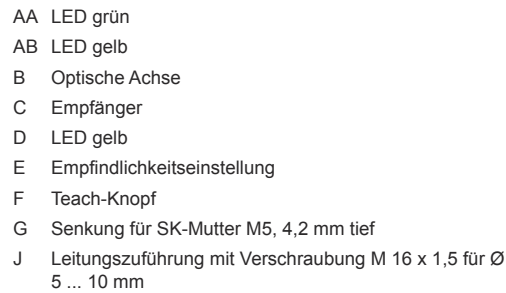 AA LED grün
AB LED gelb
B Optische Achse
C Empfänger
D LED gelb
E Empfindlichkeitseinstellung
F Teach-Knopf
G Senkung für SK-Mutter M5, 4,2 mm tief
J Leitungszuführung mit Verschraubung M 16 x 1,5 für Ø
5 ... 10 mm